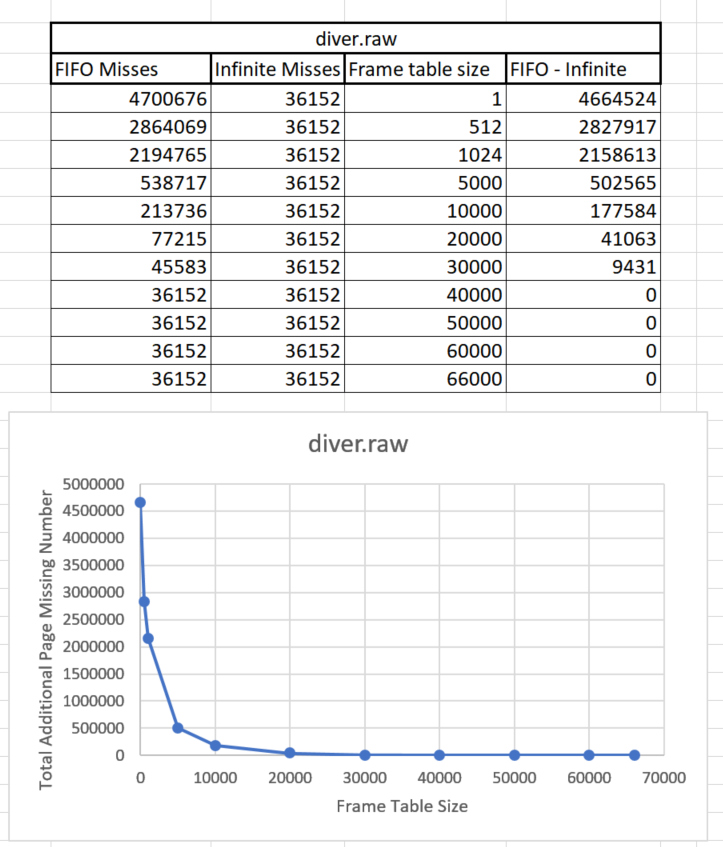 diver.raw
FIFO Misses Infinite Misses Frame table size FIFO - Infinite
4700676 36152 1 4664524
2864069 36152 512 2827917
2194765 36152 1024 2158613
538717 36152 5000 502565
213736 36152 10000 177584
77215 36152 20000 41063
45583 36152 30000 9431
36152 36152 40000 0
36152 36152 50000 0
36152 36152 60000 0
36152 36152 66000 0
diver.raw
Total Additional Page Missing Number
5000000
4500000
4000000
3500000
3000000
2500000
2000000
1500000
1000000
500000
0
0 10000 20000 30000 40000 50000 60000 70000
Frame Table Size